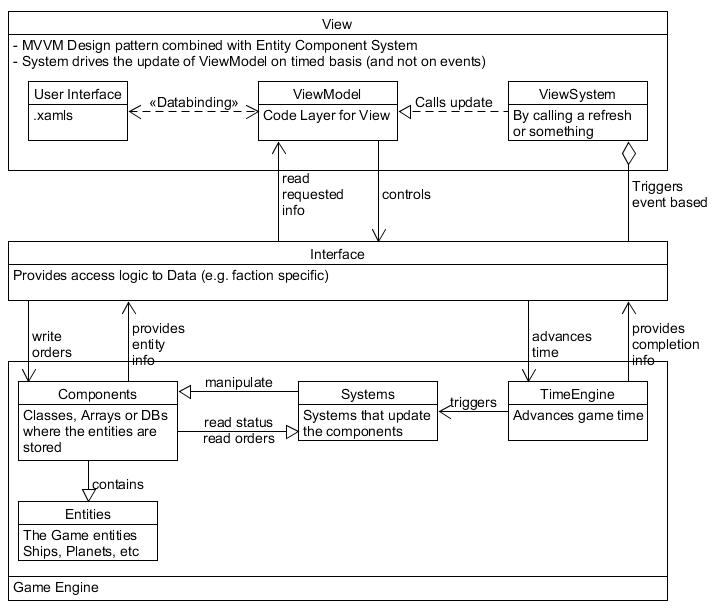 View
- MVVM Design pattern combined with Entity Component System
- System drives the update of ViewModel on timed basis (and not on events)
User Interface
.xamls
«Databinding»
ViewModel
Code Layer for View
Calls update
ViewSystem
By calling a refresh
or something
read
requested
info
controls
Triggers
event based
Interface
Provides access logic to Data (e.g. faction specific)
write
orders
provides
entity
info
advances
time
provides
completion
info
Components
Classes, Arrays or DBs
where the entities are
stored
manipulate
read status
read orders
Systems
Systems that update
the components
triggers
TimeEngine
Advances game time
contains
Entities
The Game entities
Ships, Planets, etc
Game Engine